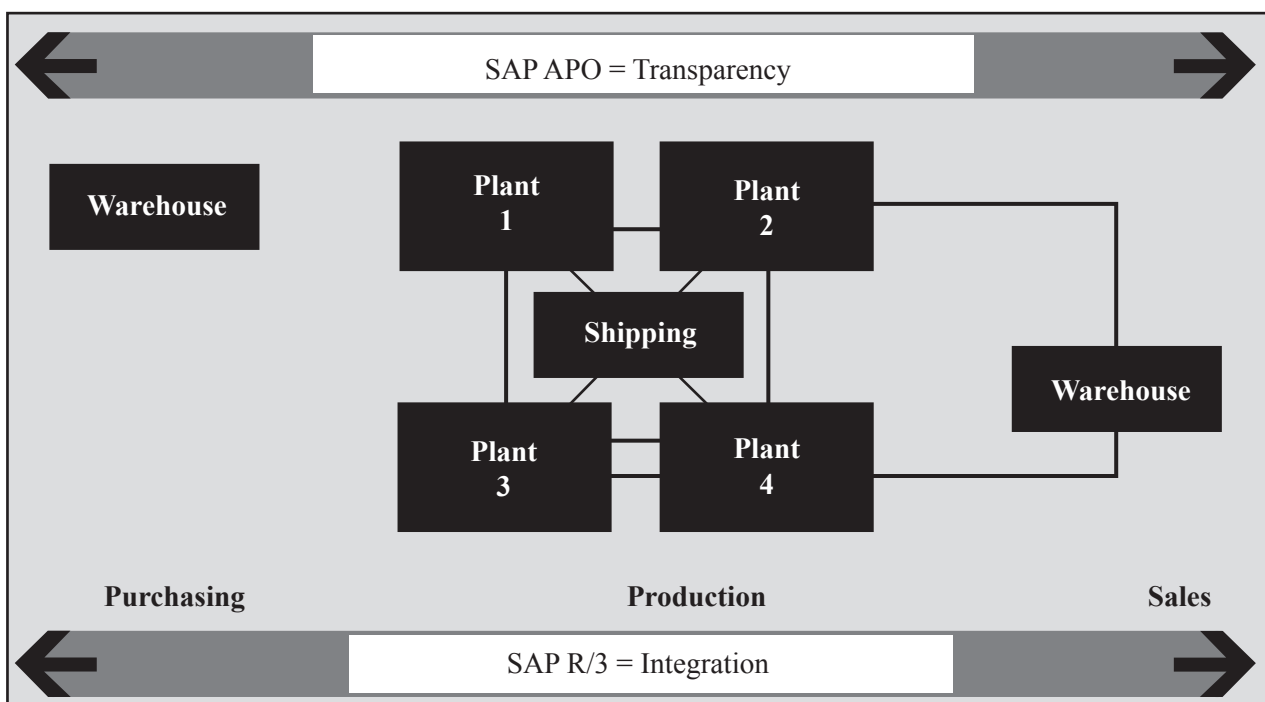 SAP APO = Transparency
Warehouse
Plant
1
Plant
2
Shipping
Warehouse
Plant
3
Plant
4
Purchasing
Production
Sales
SAP R/3 = Integration